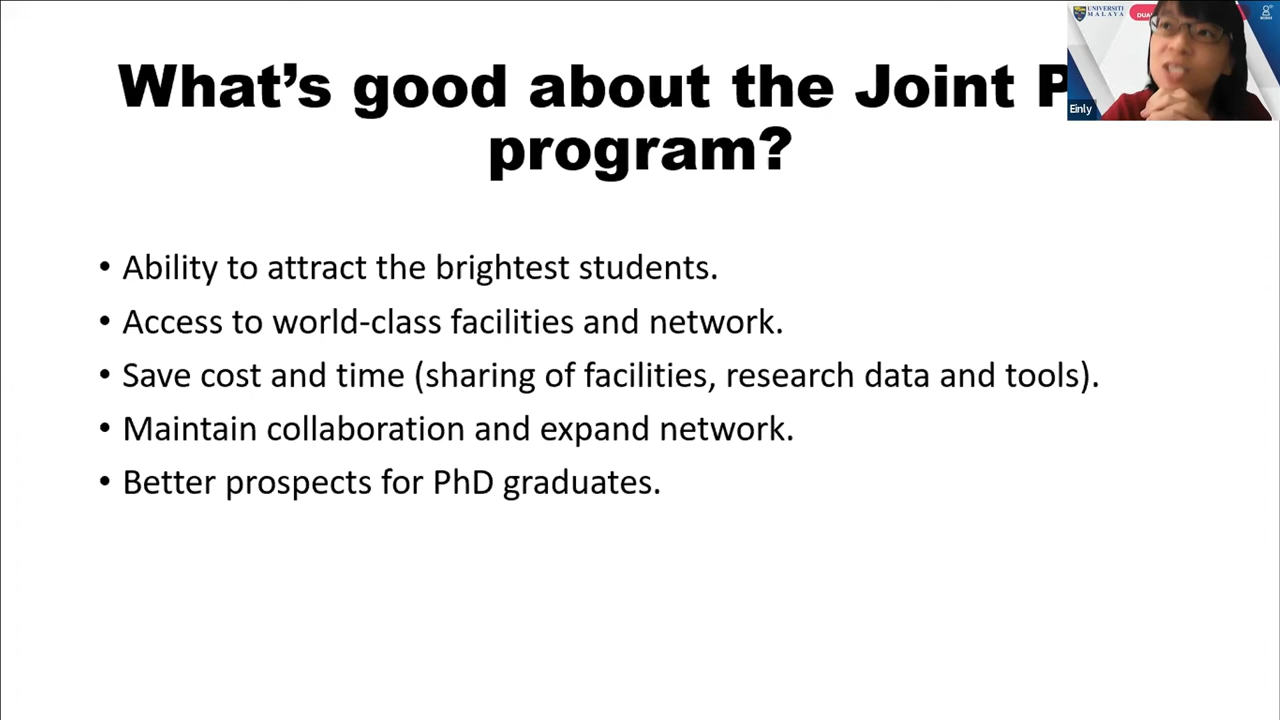 What's good about the Joint P
program?
• Ability to attract the brightest students.
• Access to world-class facilities and network.
• Save cost and time (sharing of facilities, research data and tools).
• Maintain collaboration and expand network.
• Better prospects for PhD graduates.
UNIVERSITI
MALAYA
Einly